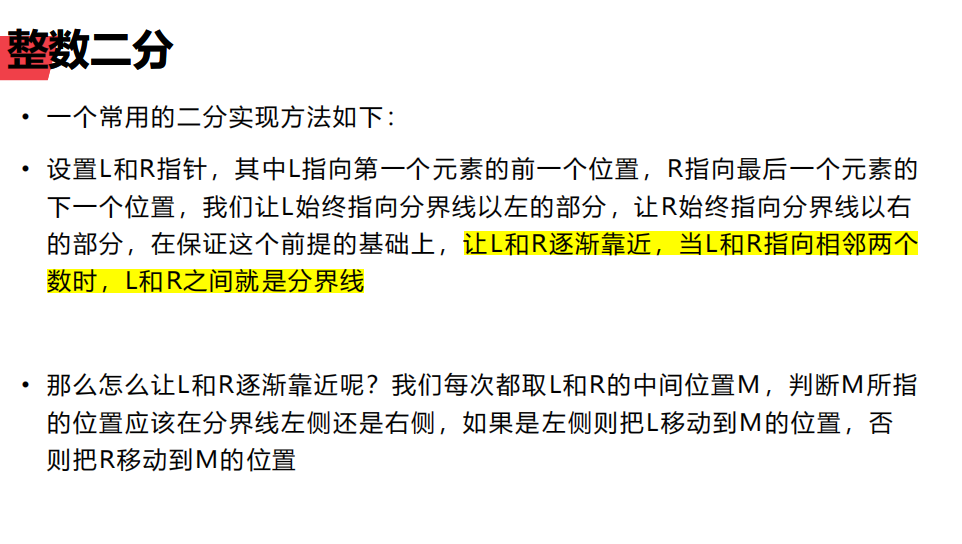 整数二分
• 一个常用的二分实现方法如下：
• 设置L和R指针，其中L指向第一个元素的前一个位置，R指向最后一个元素的
下一个位置，我们让L始终指向分界线以左的部分，让R始终指向分界线以右
的部分，在保证这个前提的基础上，让L和R逐渐靠近，当L和R指向相邻两个
数时，L和R之间就是分界线
• 那么怎么让L和R逐渐靠近呢？我们每次都取L和R的中间位置M，判断M所指
的位置应该在分界线左侧还是右侧，如果是左侧则把L移动到M的位置，否
则把R移动到M的位置